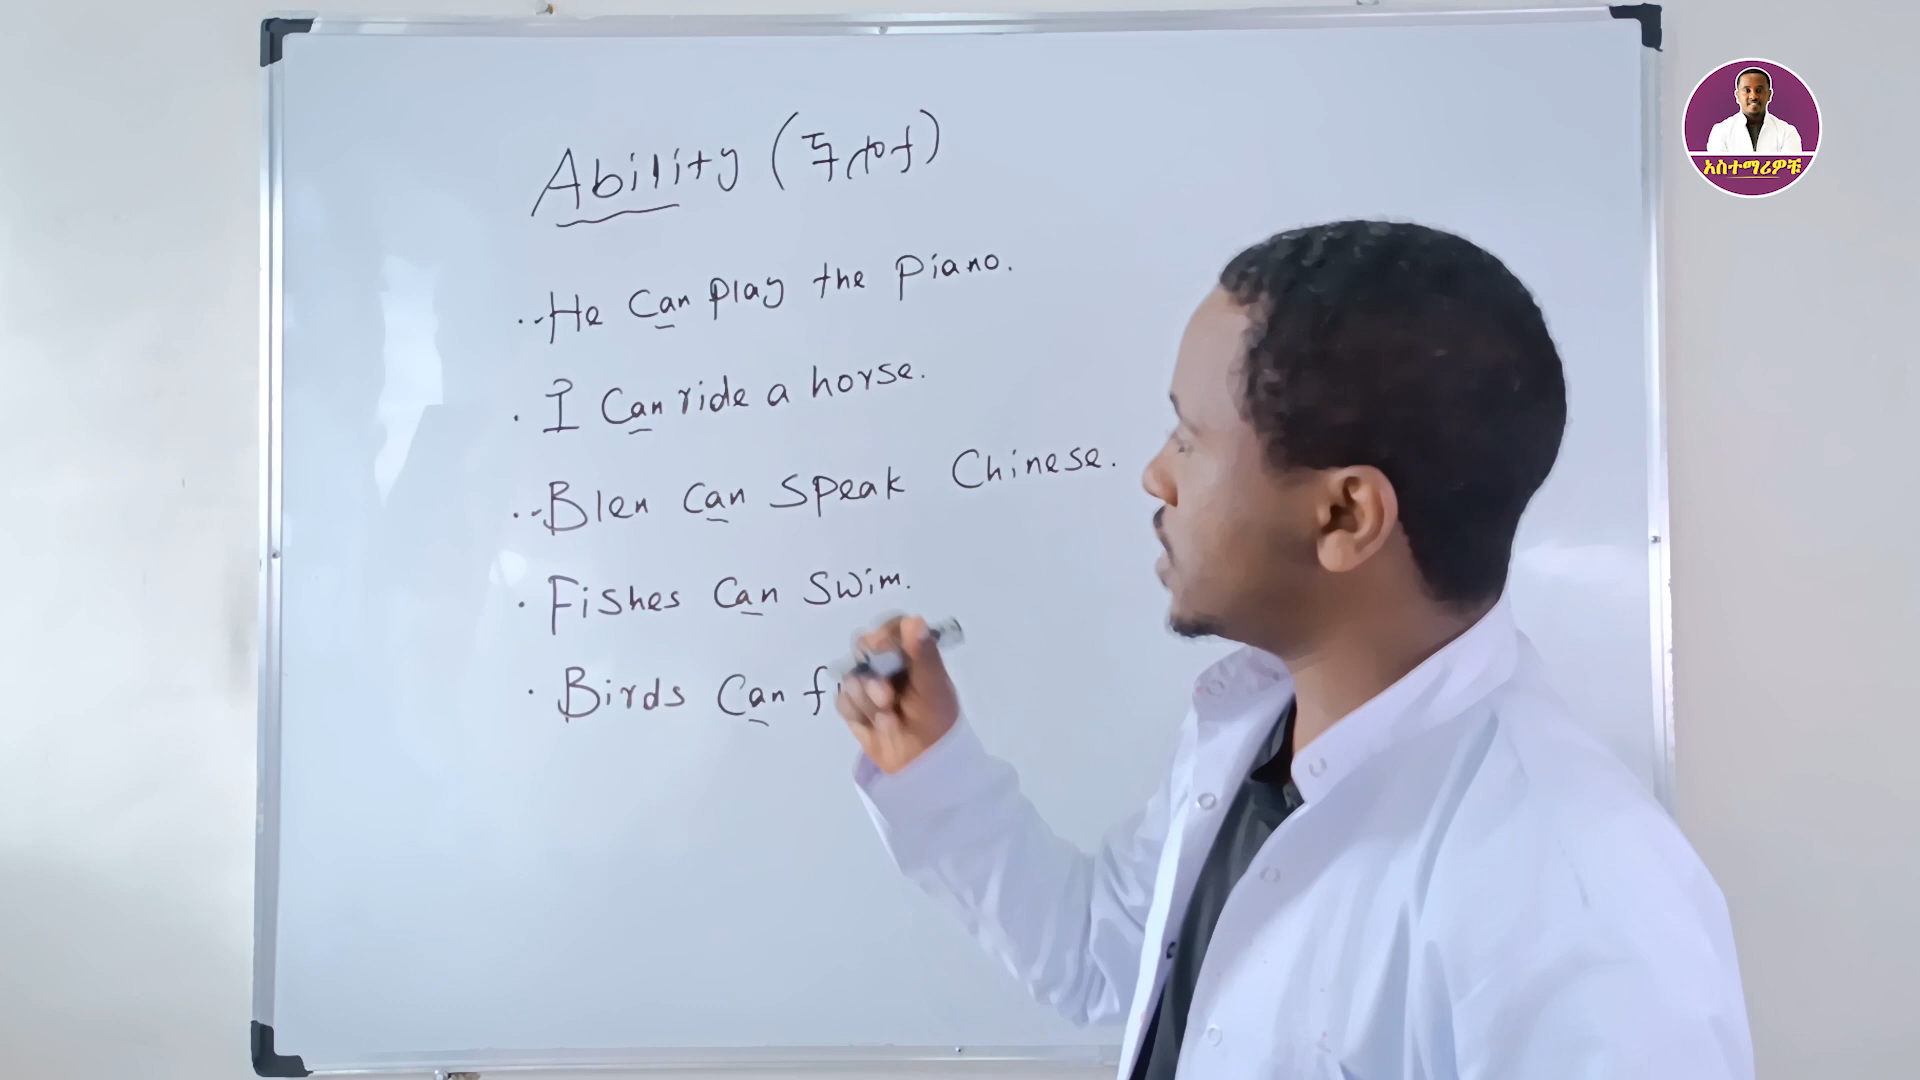 Ability (ችሎታ)
He Can Play the Piano.
I Can ride a horse.
Blen Can Speak Chinese.
Fishes Can Swim.
Birds Can
አስተማሪዎቹ